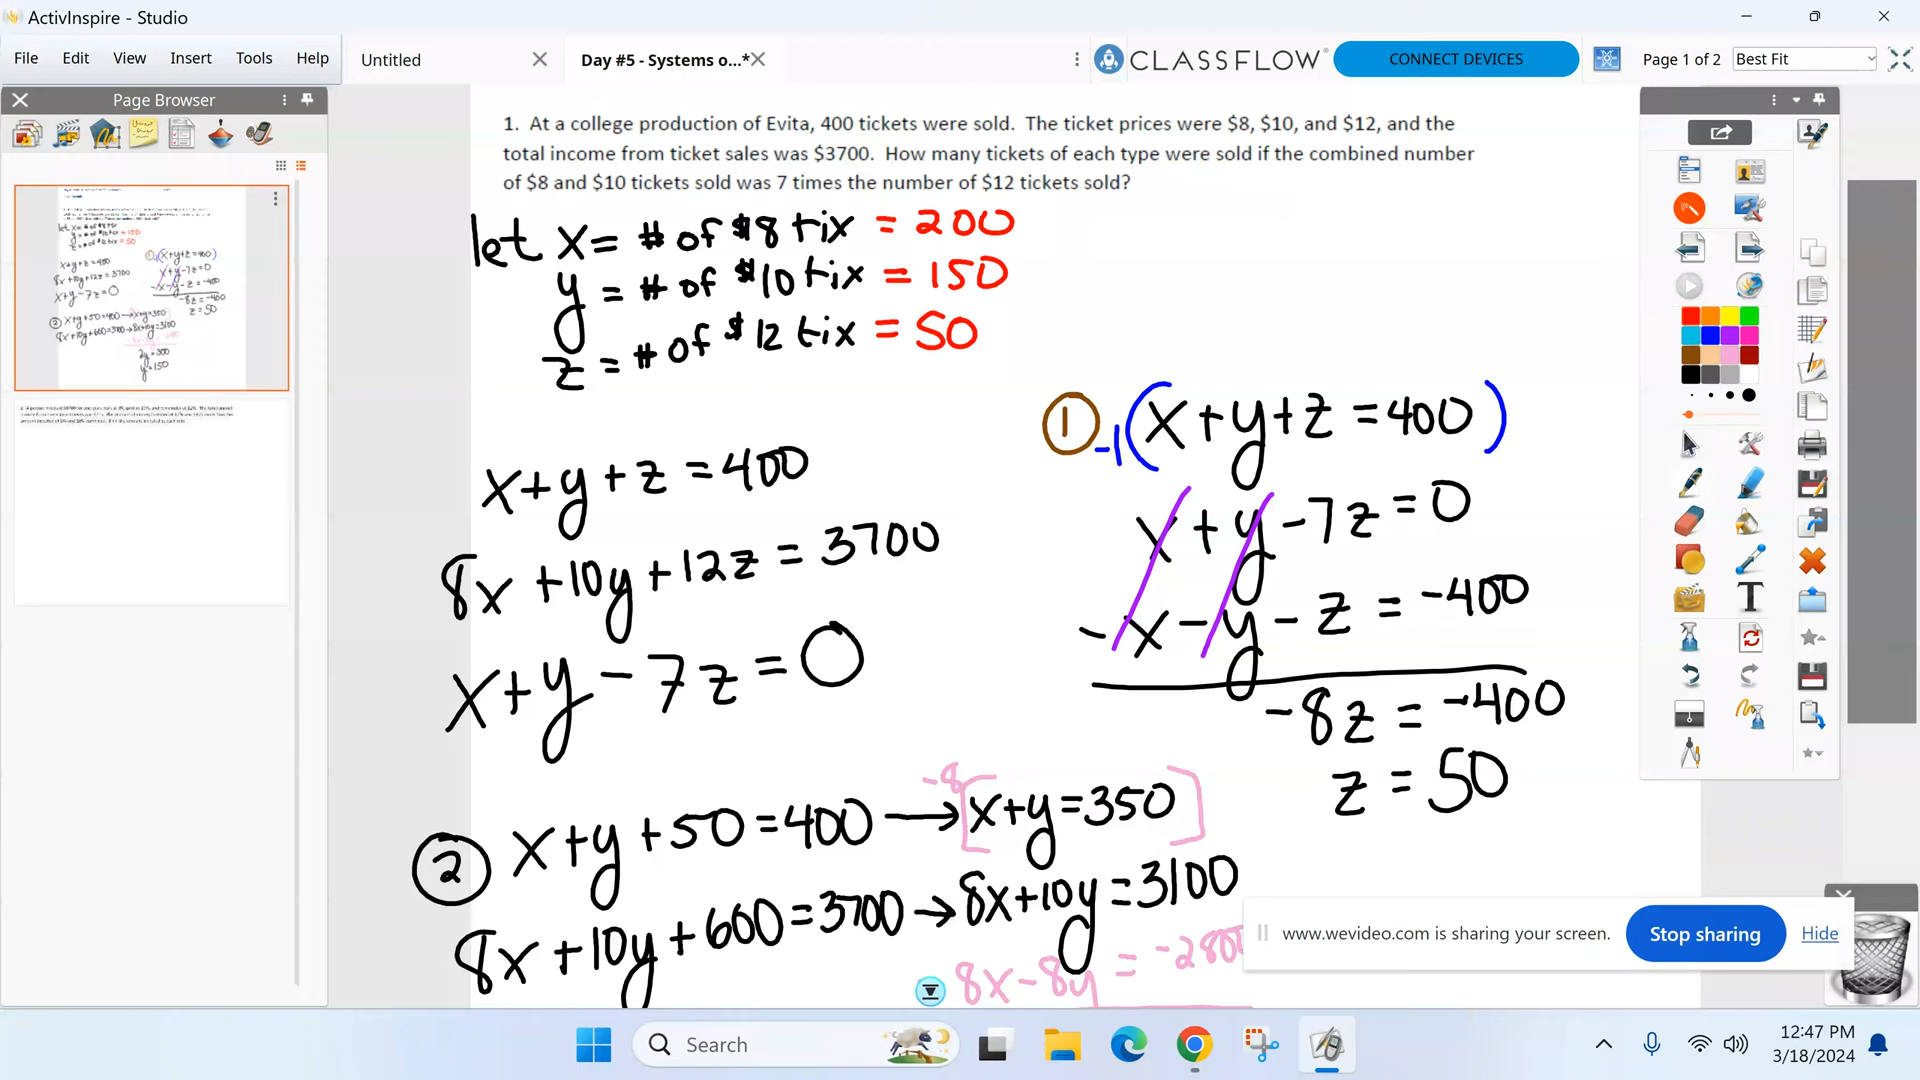 ActivInspire - Studio
File Edit View Insert Tools Help
Untitled
Day #5 - Systems o...*
CLASSFLOW
CONNECT DEVICES
Page 1 of 2
Best Fit
Page Browser
1. At a college production of Evita, 400 tickets were sold. The ticket prices were $8, $10, and $12, and the
total income from ticket sales was $3700. How many tickets of each type were sold if the combined number
of $8 and $10 tickets sold was 7 times the number of $12 tickets sold?
let x = # of $8 tix = 200
y = # of $10 tix = 150
z = # of $12 tix = 50
x+y+z = 400
8x +10y+12z = 3700
x+y-7z=0
① -1(x+y+z =400)
x+y-7z=0
-x-y-z = -400
-8z = -400
z = 50
② x+y+50=400 → -8[x+y=350]
8x+10y+600=3700→8x+10y=3100
8x-8y = -2800
www.wevideo.com is sharing your screen.
Stop sharing
Hide
Search
12:47 PM
3/18/2024